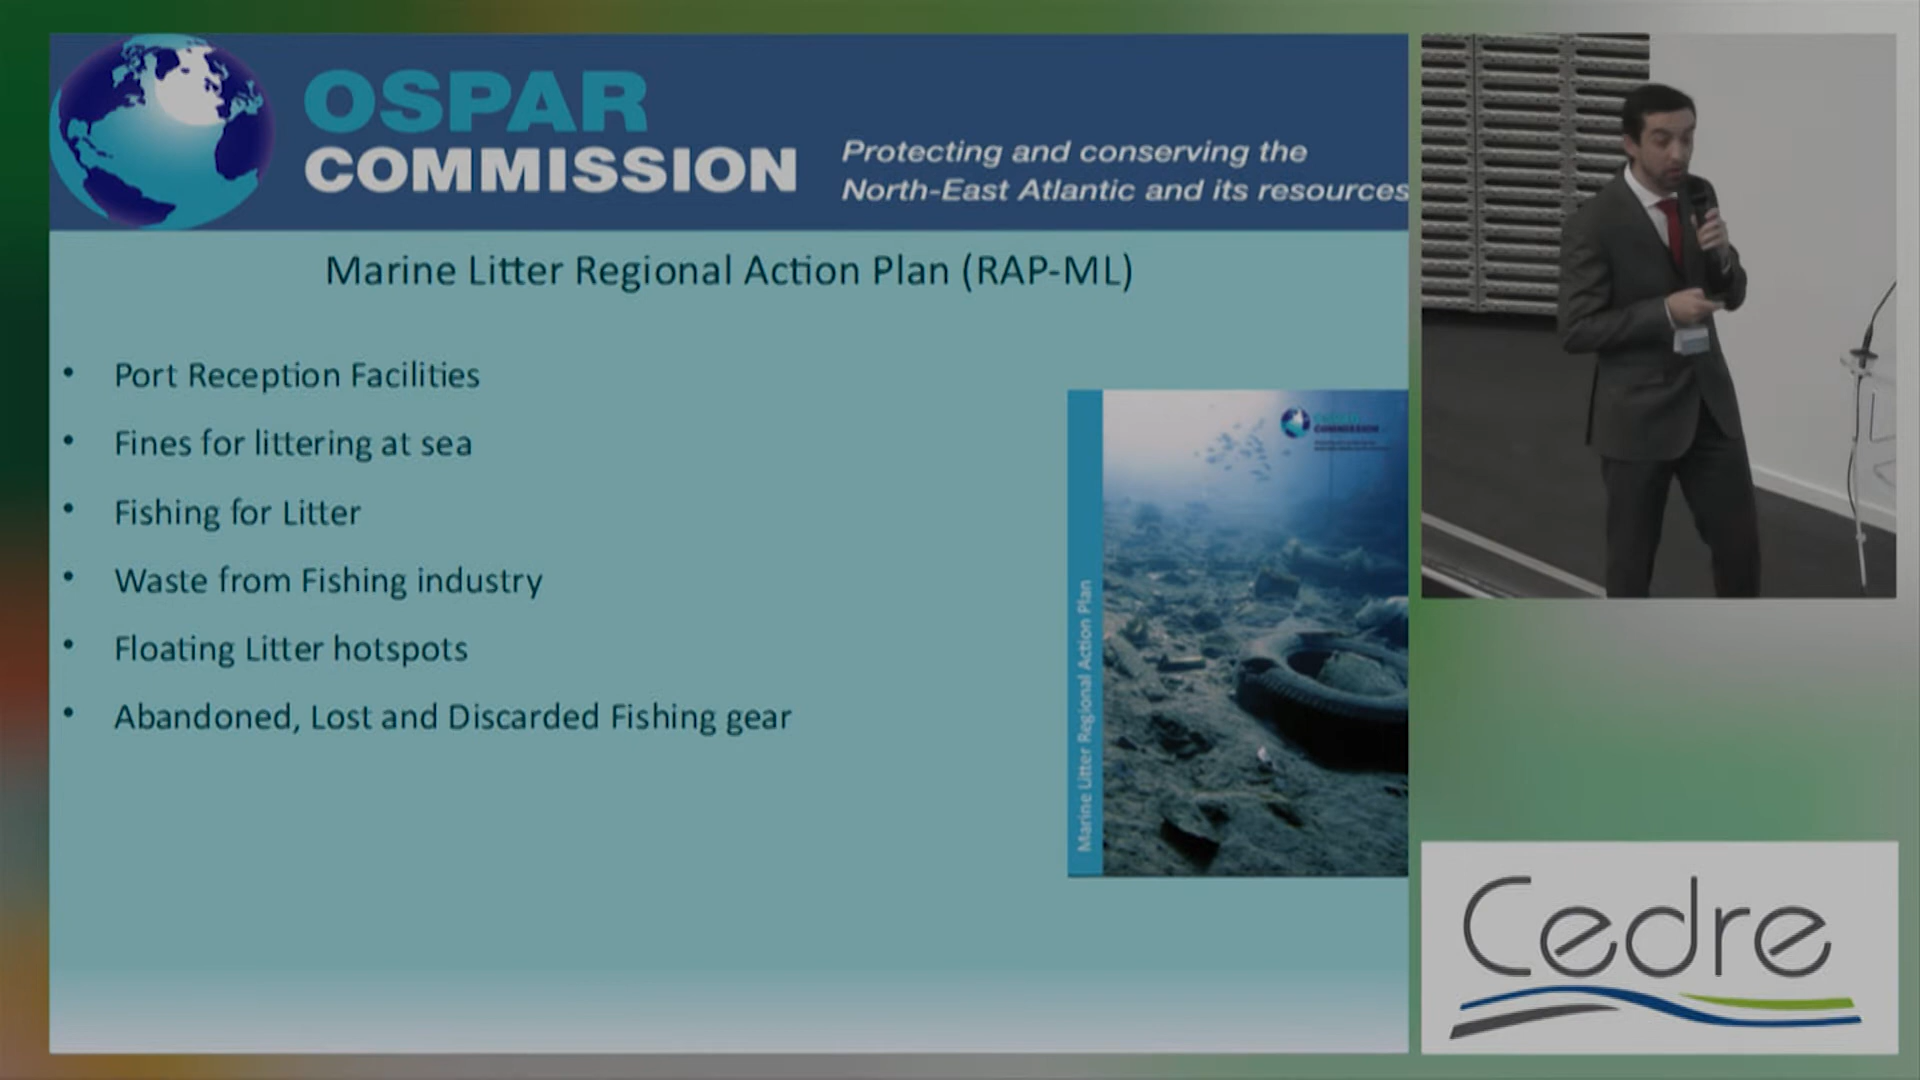 OSPAR
COMMISSION
Protecting and conserving the
North-East Atlantic and its resources
Marine Litter Regional Action Plan (RAP-ML)
• Port Reception Facilities
• Fines for littering at sea
• Fishing for Litter
• Waste from Fishing industry
• Floating Litter hotspots
• Abandoned, Lost and Discarded Fishing gear
Marine Litter Regional Action Plan
OSPAR
COMMISSION
Cedre